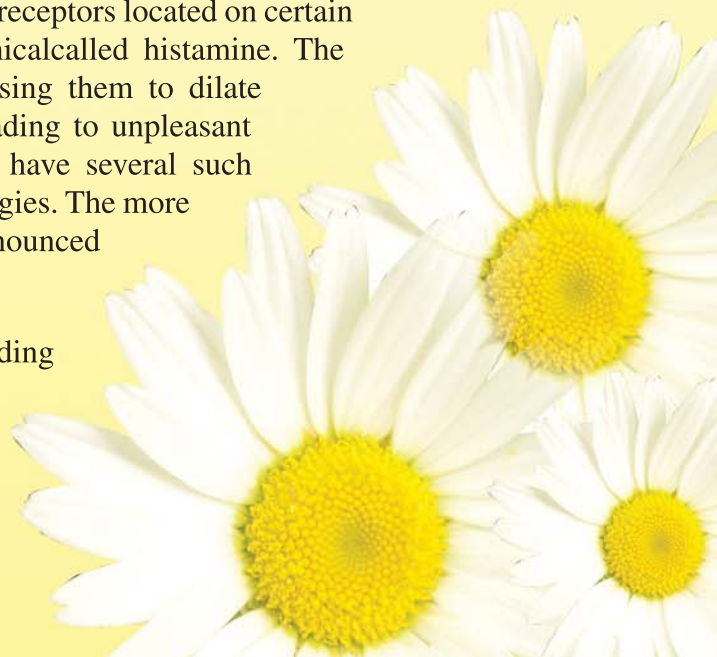 receptors located on certain
nicalcalled histamine. The
sing them to dilate
ding to unpleasant
have several such
gies. The more
nounced
ding